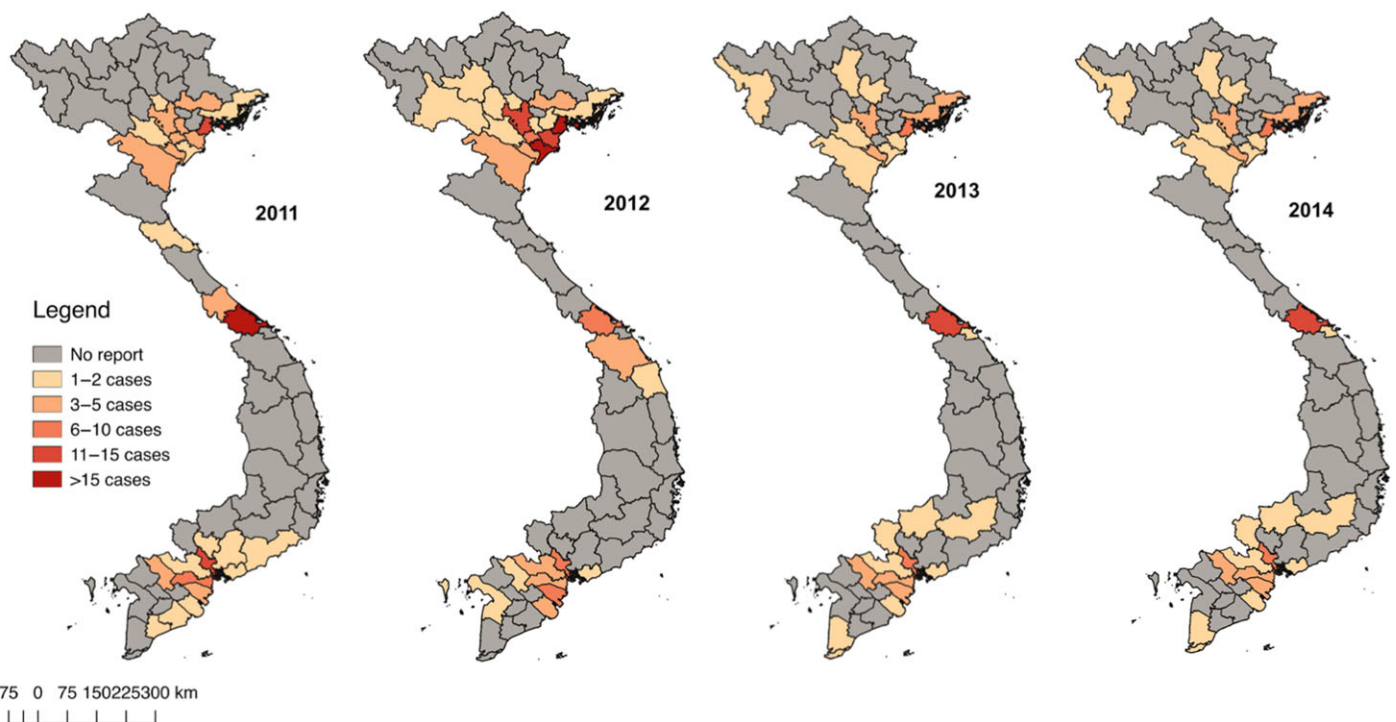 2011
2012
2013
2014
Legend
No report
1–2 cases
3–5 cases
6–10 cases
11–15 cases
>15 cases
75 0 75 150225300 km